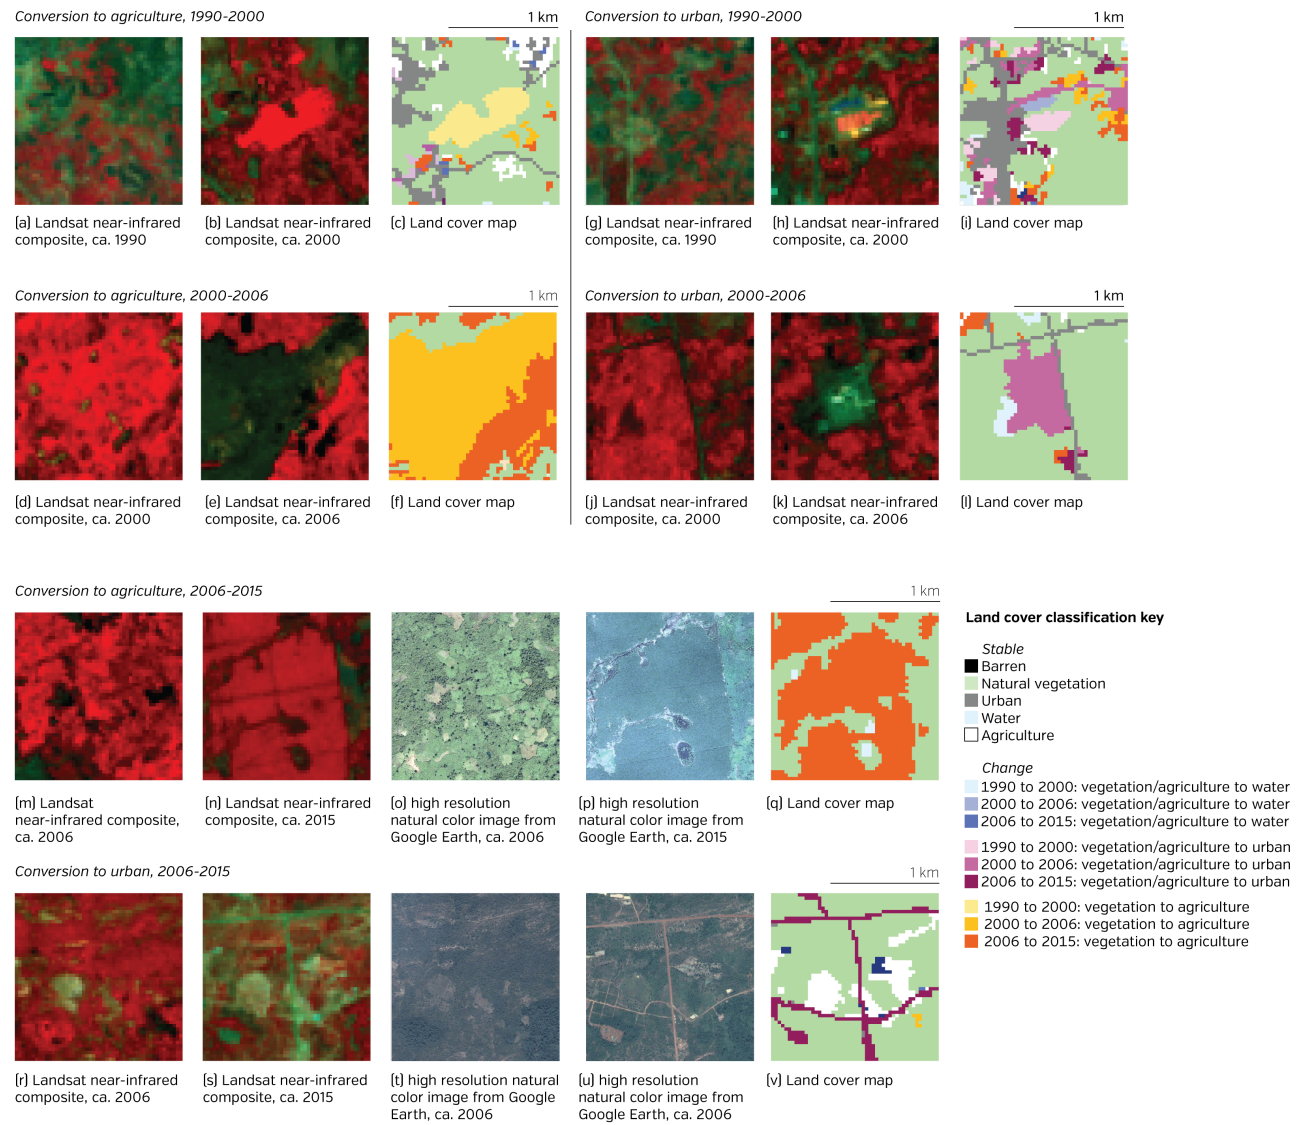 Conversion to agriculture, 1990-2000
1 km
(a) Landsat near-infrared
composite, ca. 1990
(b) Landsat near-infrared
composite, ca. 2000
(c) Land cover map
Conversion to urban, 1990-2000
1 km
(g) Landsat near-infrared
composite, ca. 1990
(h) Landsat near-infrared
composite, ca. 2000
(i) Land cover map
Conversion to agriculture, 2000-2006
1 km
(d) Landsat near-infrared
composite, ca. 2000
(e) Landsat near-infrared
composite, ca. 2006
(f) Land cover map
Conversion to urban, 2000-2006
1 km
(j) Landsat near-infrared
composite, ca. 2000
(k) Landsat near-infrared
composite, ca. 2006
(l) Land cover map
Conversion to agriculture, 2006-2015
1 km
(m) Landsat
near-infrared composite,
ca. 2006
(n) Landsat near-infrared
composite, ca. 2015
(o) high resolution
natural color image from
Google Earth, ca. 2006
(p) high resolution
natural color image from
Google Earth, ca. 2015
(q) Land cover map
Conversion to urban, 2006-2015
1 km
(r) Landsat near-infrared
composite, ca. 2006
(s) Landsat near-infrared
composite, ca. 2015
(t) high resolution natural
color image from Google
Earth, ca. 2006
(u) high resolution
natural color image from
Google Earth, ca. 2006
(v) Land cover map
Land cover classification key
Stable
Barren
Natural vegetation
Urban
Water
Agriculture
Change
1990 to 2000: vegetation/agriculture to water
2000 to 2006: vegetation/agriculture to water
2006 to 2015: vegetation/agriculture to water
1990 to 2000: vegetation/agriculture to urban
2000 to 2006: vegetation/agriculture to urban
2006 to 2015: vegetation/agriculture to urban
1990 to 2000: vegetation to agriculture
2000 to 2006: vegetation to agriculture
2006 to 2015: vegetation to agriculture